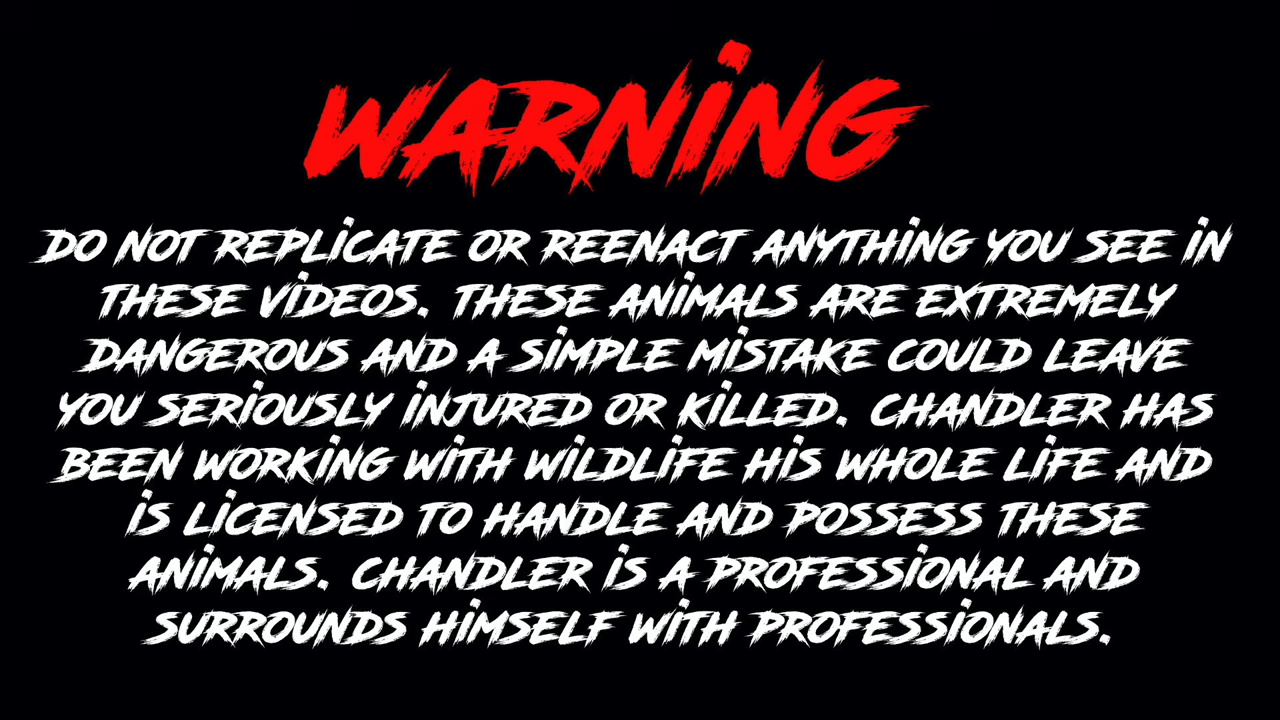 WARNING
DO NOT REPLICATE OR REENACT ANYTHING YOU SEE IN
THESE VIDEOS. THESE ANIMALS ARE EXTREMELY
DANGEROUS AND A SIMPLE MISTAKE COULD LEAVE
YOU SERIOUSLY INJURED OR KILLED. CHANDLER HAS
BEEN WORKING WITH WILDLIFE HIS WHOLE LIFE AND
IS LICENSED TO HANDLE AND POSSESS THESE
ANIMALS. CHANDLER IS A PROFESSIONAL AND
SURROUNDS HIMSELF WITH PROFESSIONALS.